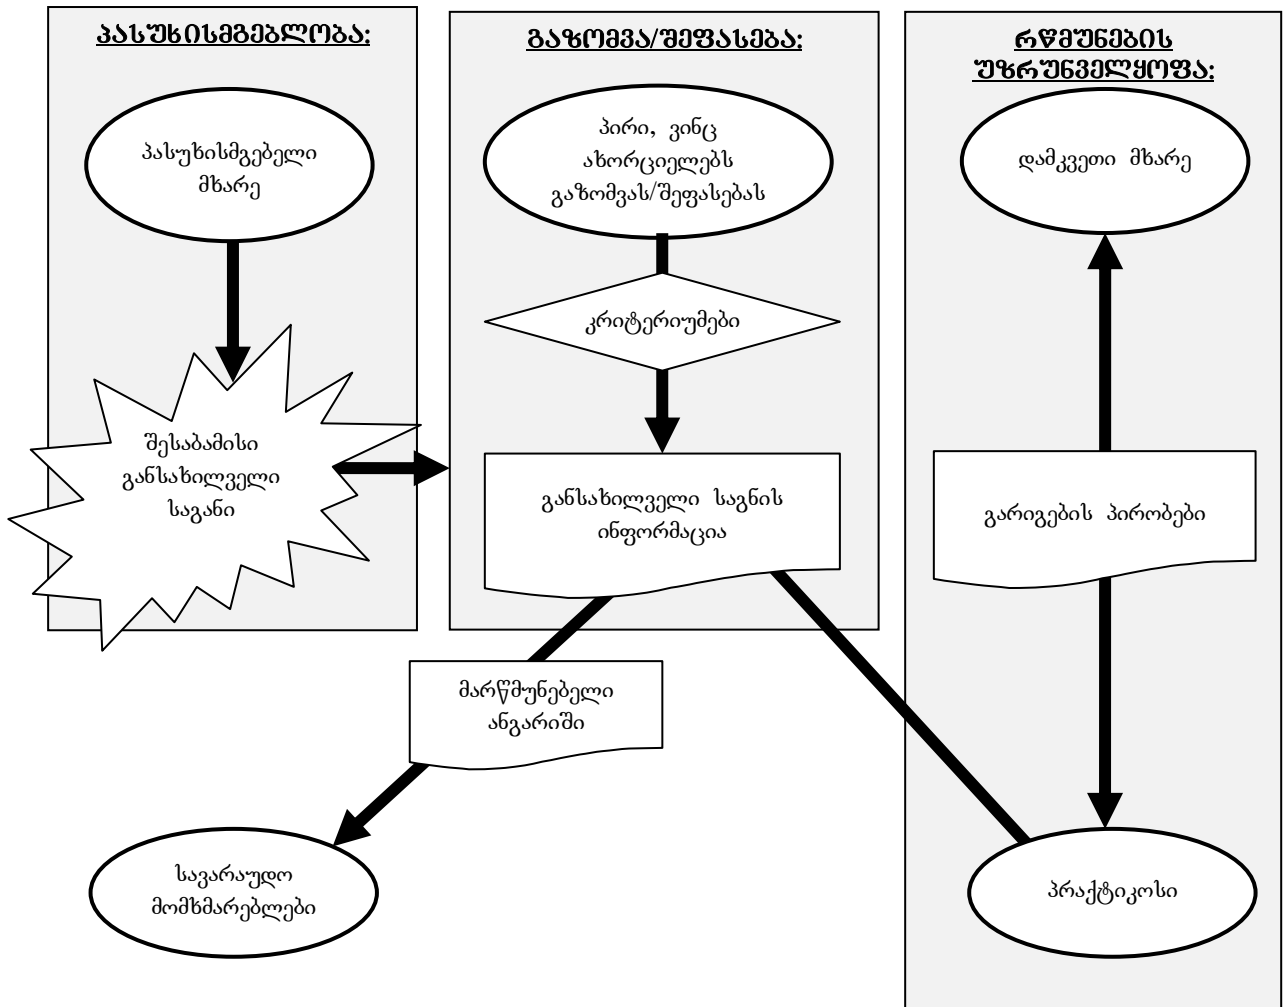 პასუხისმგებლობა:
პასუხისმგებელი
მხარე
შესაბამისი
განსახილველი
საგანი
გაზომვა/შეფასება:
პირი, ვინც
ახორციელებს
გაზომვას/შეფასებას
კრიტერიუმები
განსახილველი საგნის
ინფორმაცია
რწმუნების
უზრუნველყოფა:
დამკვეთი მხარე
გარიგების პირობები
მარწმუნებელი
ანგარიში
სავარაუდო
მომხმარებლები
პრაქტიკოსი